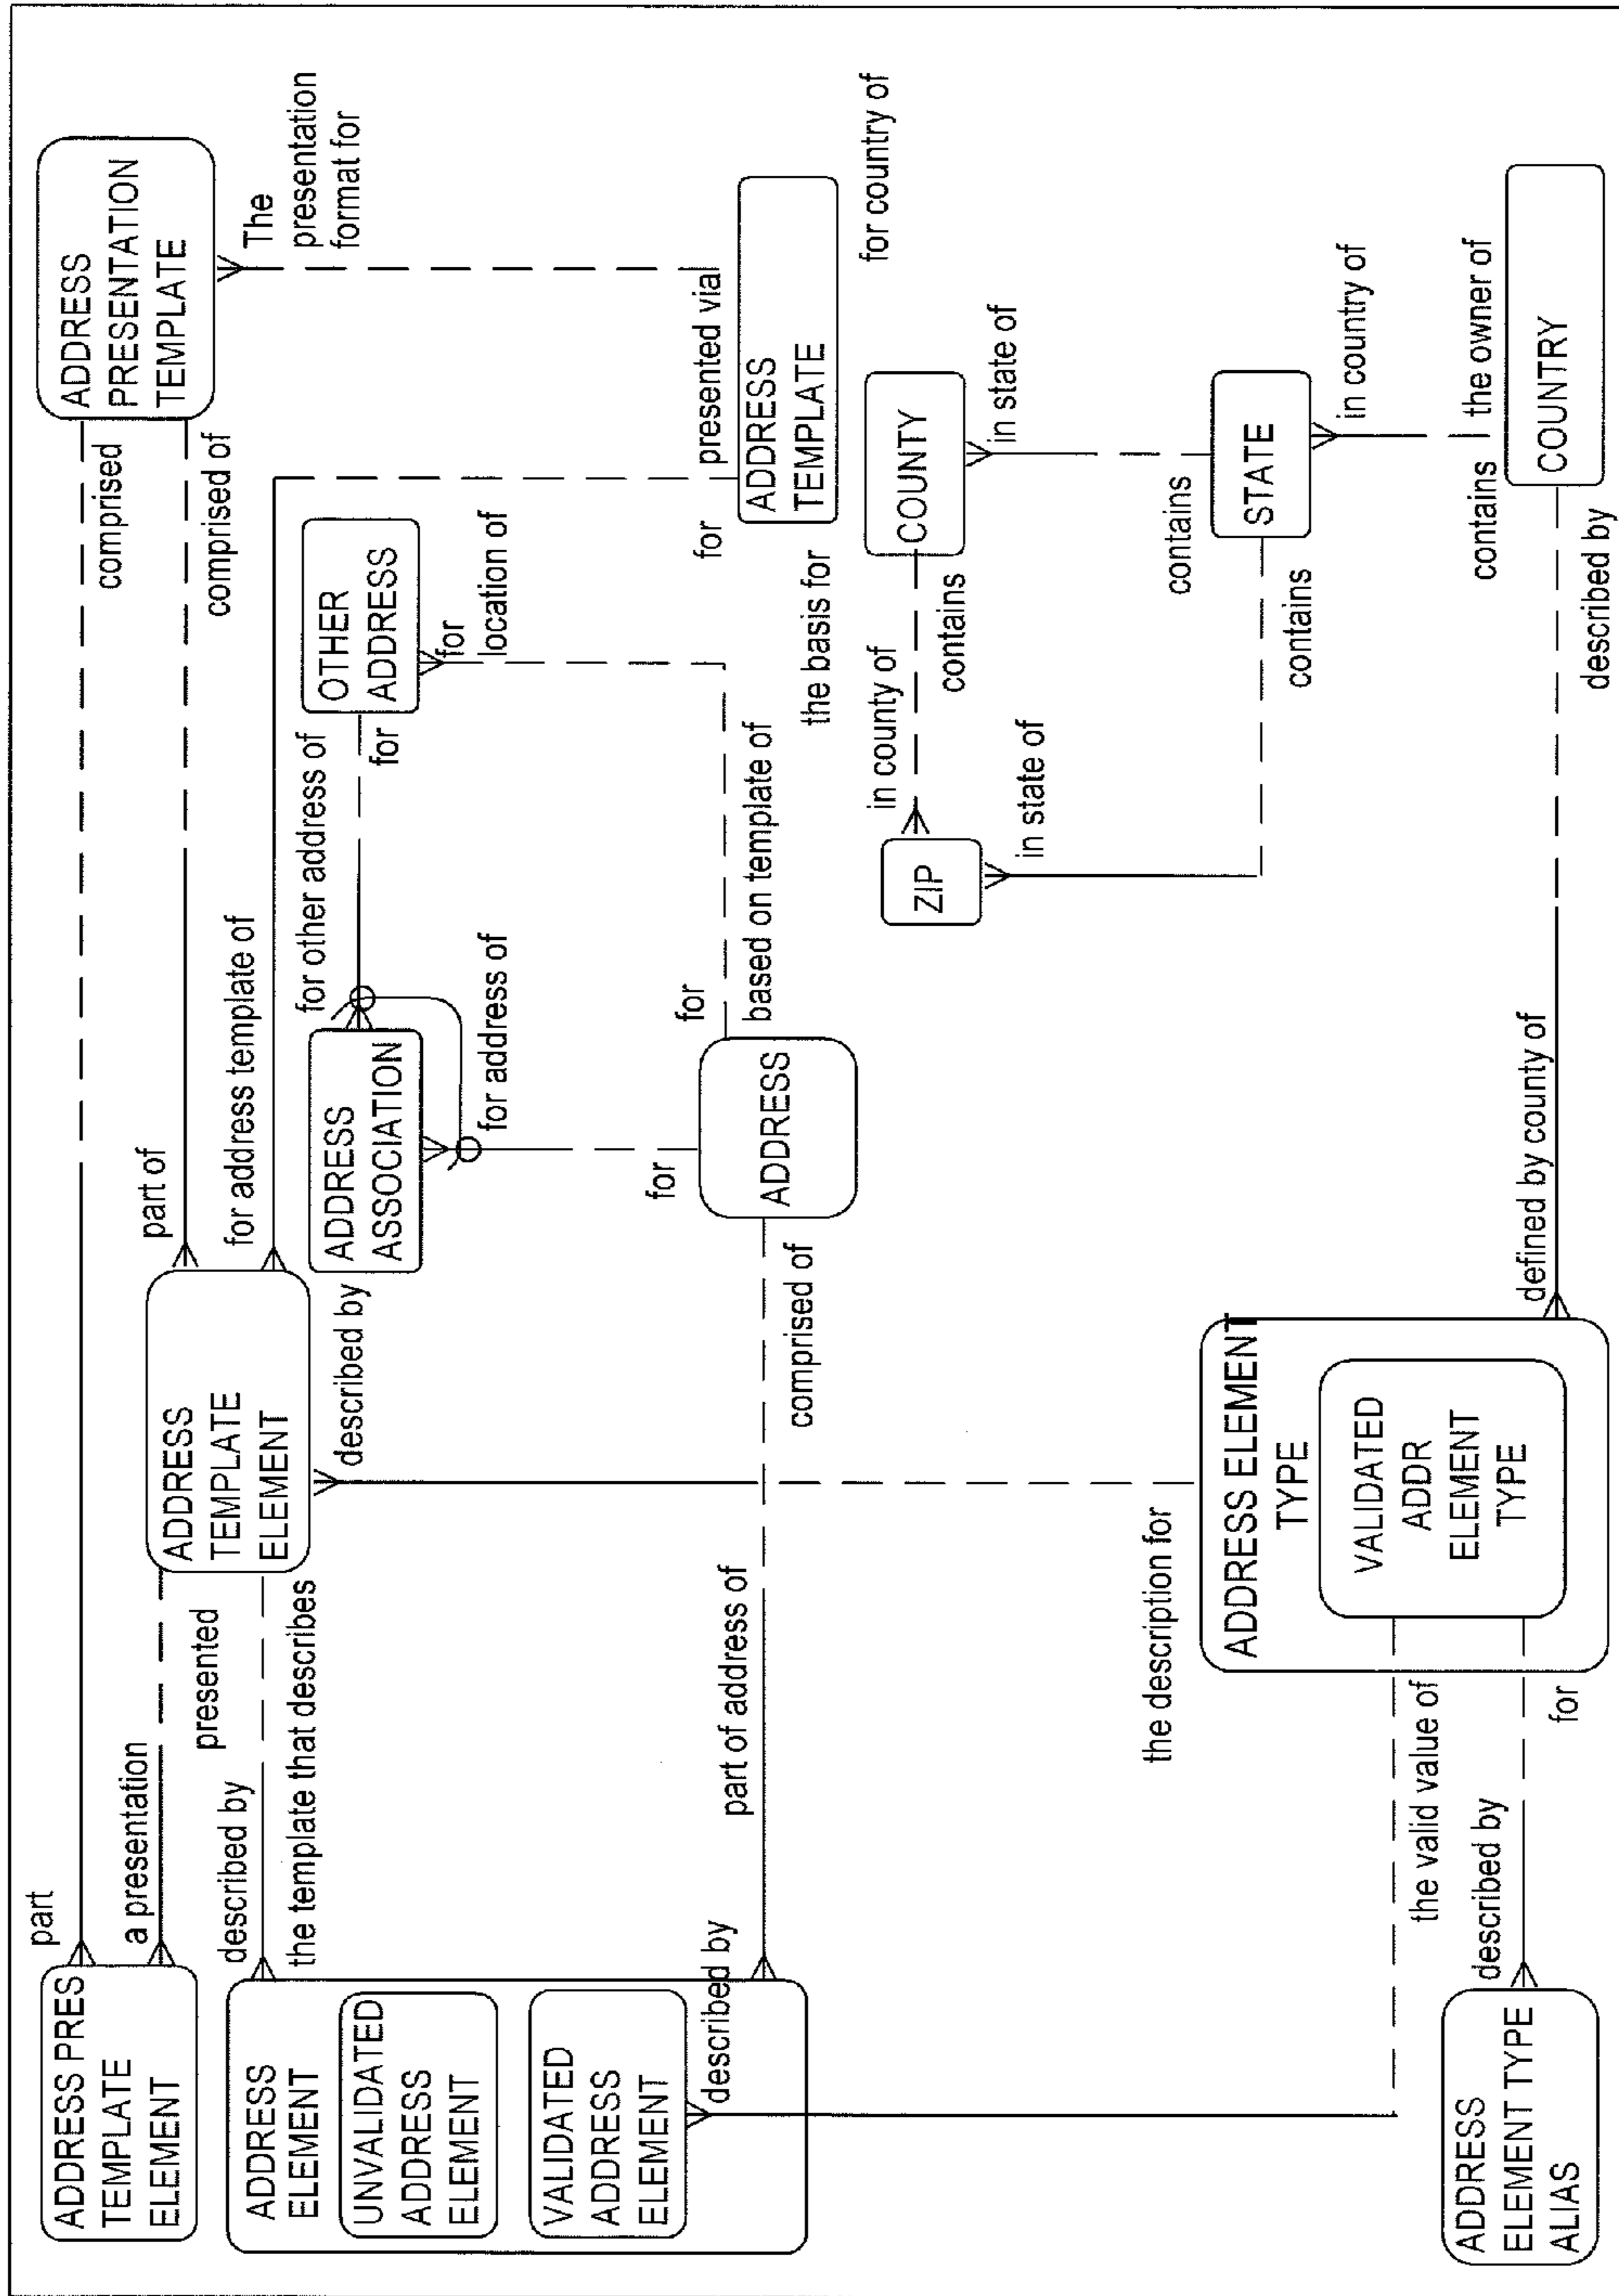 ADDRESS PRES
TEMPLATE
ELEMENT
part
a presentation
comprised
comprised of
ADDRESS
PRESENTATION
TEMPLATE
The
presentation
format for
part of
ADDRESS
TEMPLATE
ELEMENT
presented
described by
the template that describes
for address template of
described by
ADDRESS
ELEMENT
UNVALIDATED
ADDRESS
ELEMENT
VALIDATED
ADDRESS
ELEMENT
described by
part of address of
comprised of
ADDRESS
ASSOCIATION
for other address of
for
OTHER
ADDRESS
for
location of
for address of
for
ADDRESS
for
based on template of
the basis for
for
presented vial
ADDRESS
TEMPLATE
for country of
ZIP
in county of
contains
COUNTY
in state of
in state of
contains
STATE
contains
in country of
contains
the owner of
COUNTRY
described by
defined by county of
the description for
ADDRESS ELEMENT
TYPE
VALIDATED
ADDR
ELEMENT
TYPE
the valid value of
described by
for
ADDRESS
ELEMENT TYPE
ALIAS